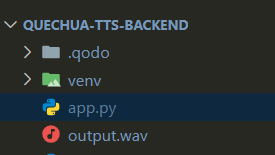 QUECHUA-TTS-BACKEND
.qodo
venv
app.py
output.wav